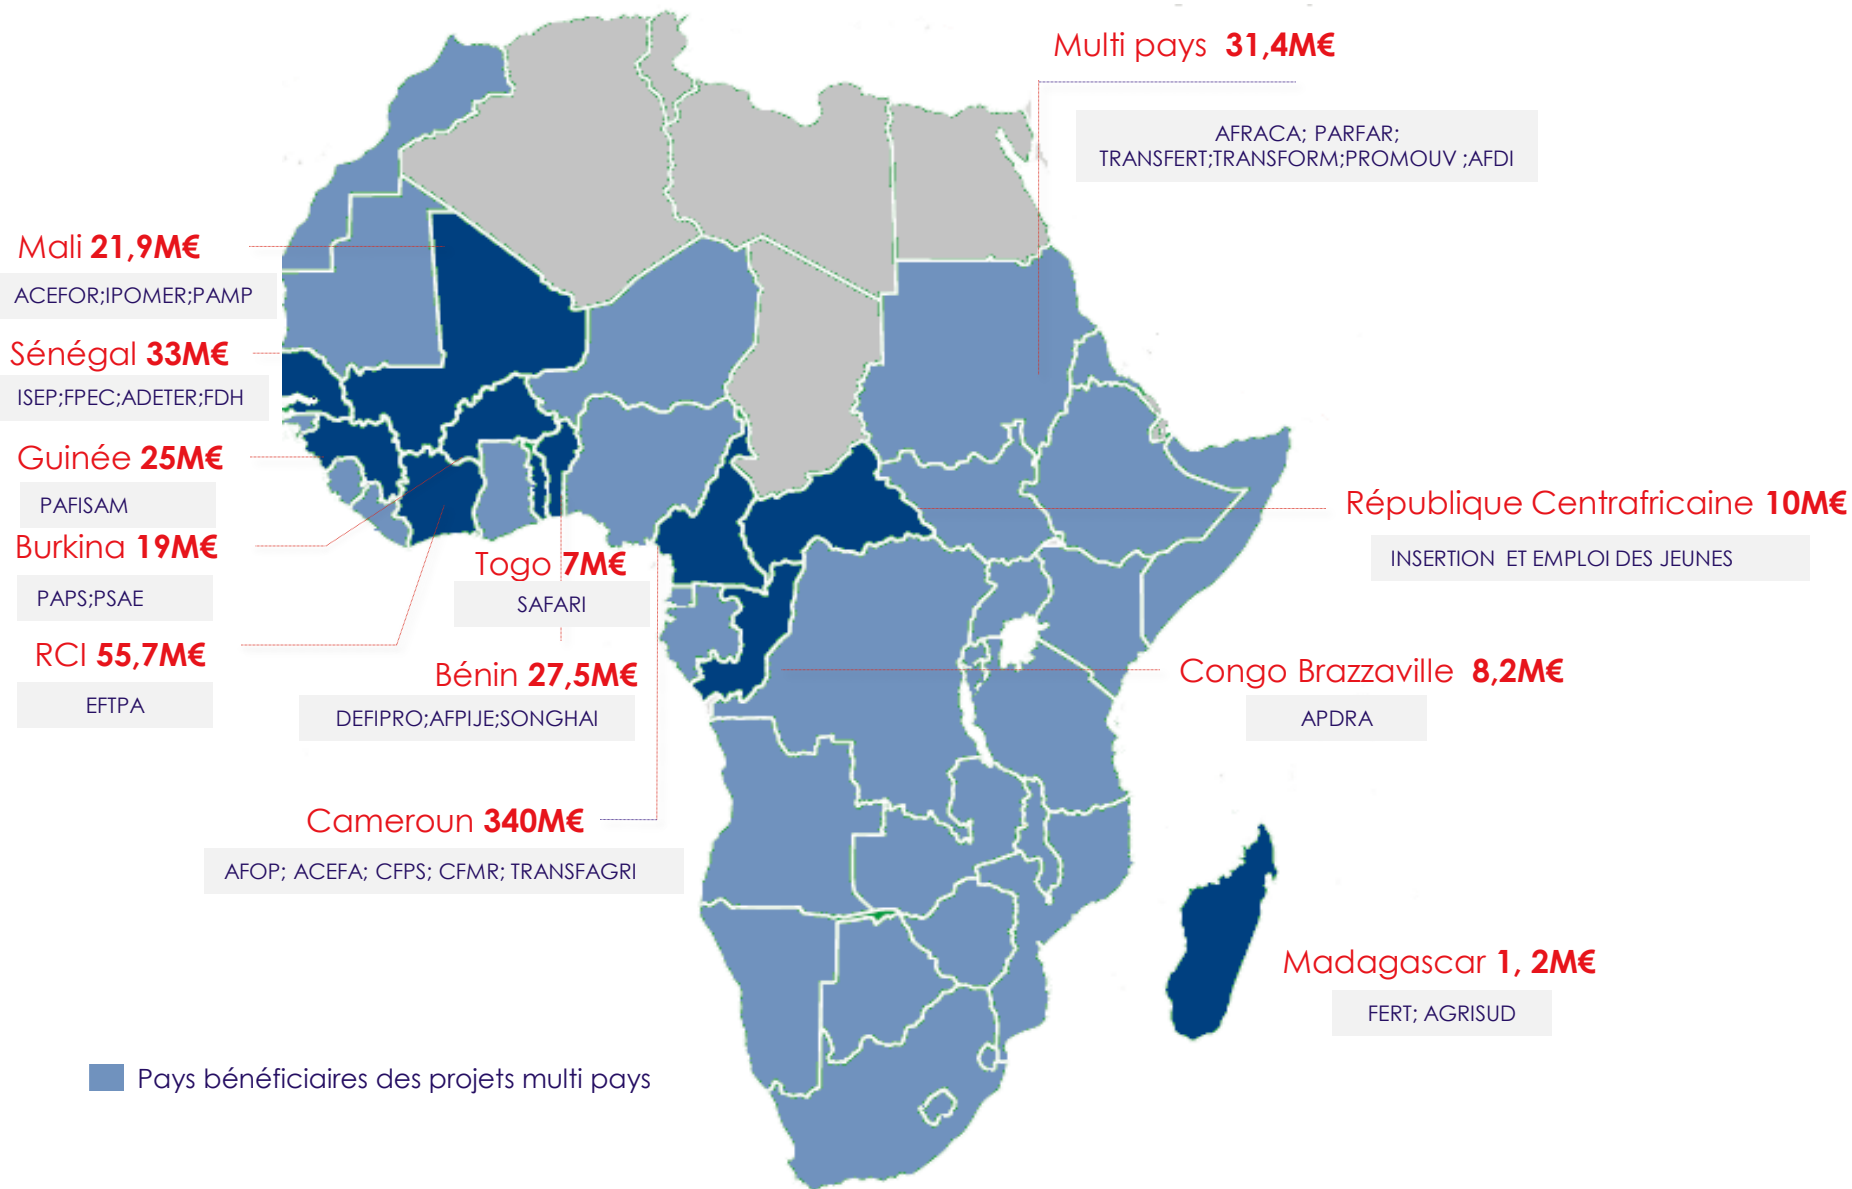 Multi pays 31,4M€
AFRACA; PARFAR;
TRANSFERT;TRANSFORM;PROMOUV ;AFDI
Mali 21,9M€
ACEFOR;IPOMER;PAMP
Sénégal 33M€
ISEP;FPEC;ADETER;FDH
Guinée 25M€
PAFISAM
Burkina 19M€
PAPS;PSAE
RCI 55,7M€
EFTPA
Togo 7M€
SAFARI
Bénin 27,5M€
DEFIPRO;AFPIJE;SONGHAI
Cameroun 340M€
AFOP; ACEFA; CFPS; CFMR; TRANSFAGRI
République Centrafricaine 10M€
INSERTION ET EMPLOI DES JEUNES
Congo Brazzaville 8,2M€
APDRA
Madagascar 1, 2M€
FERT; AGRISUD
Pays bénéficiaires des projets multi pays